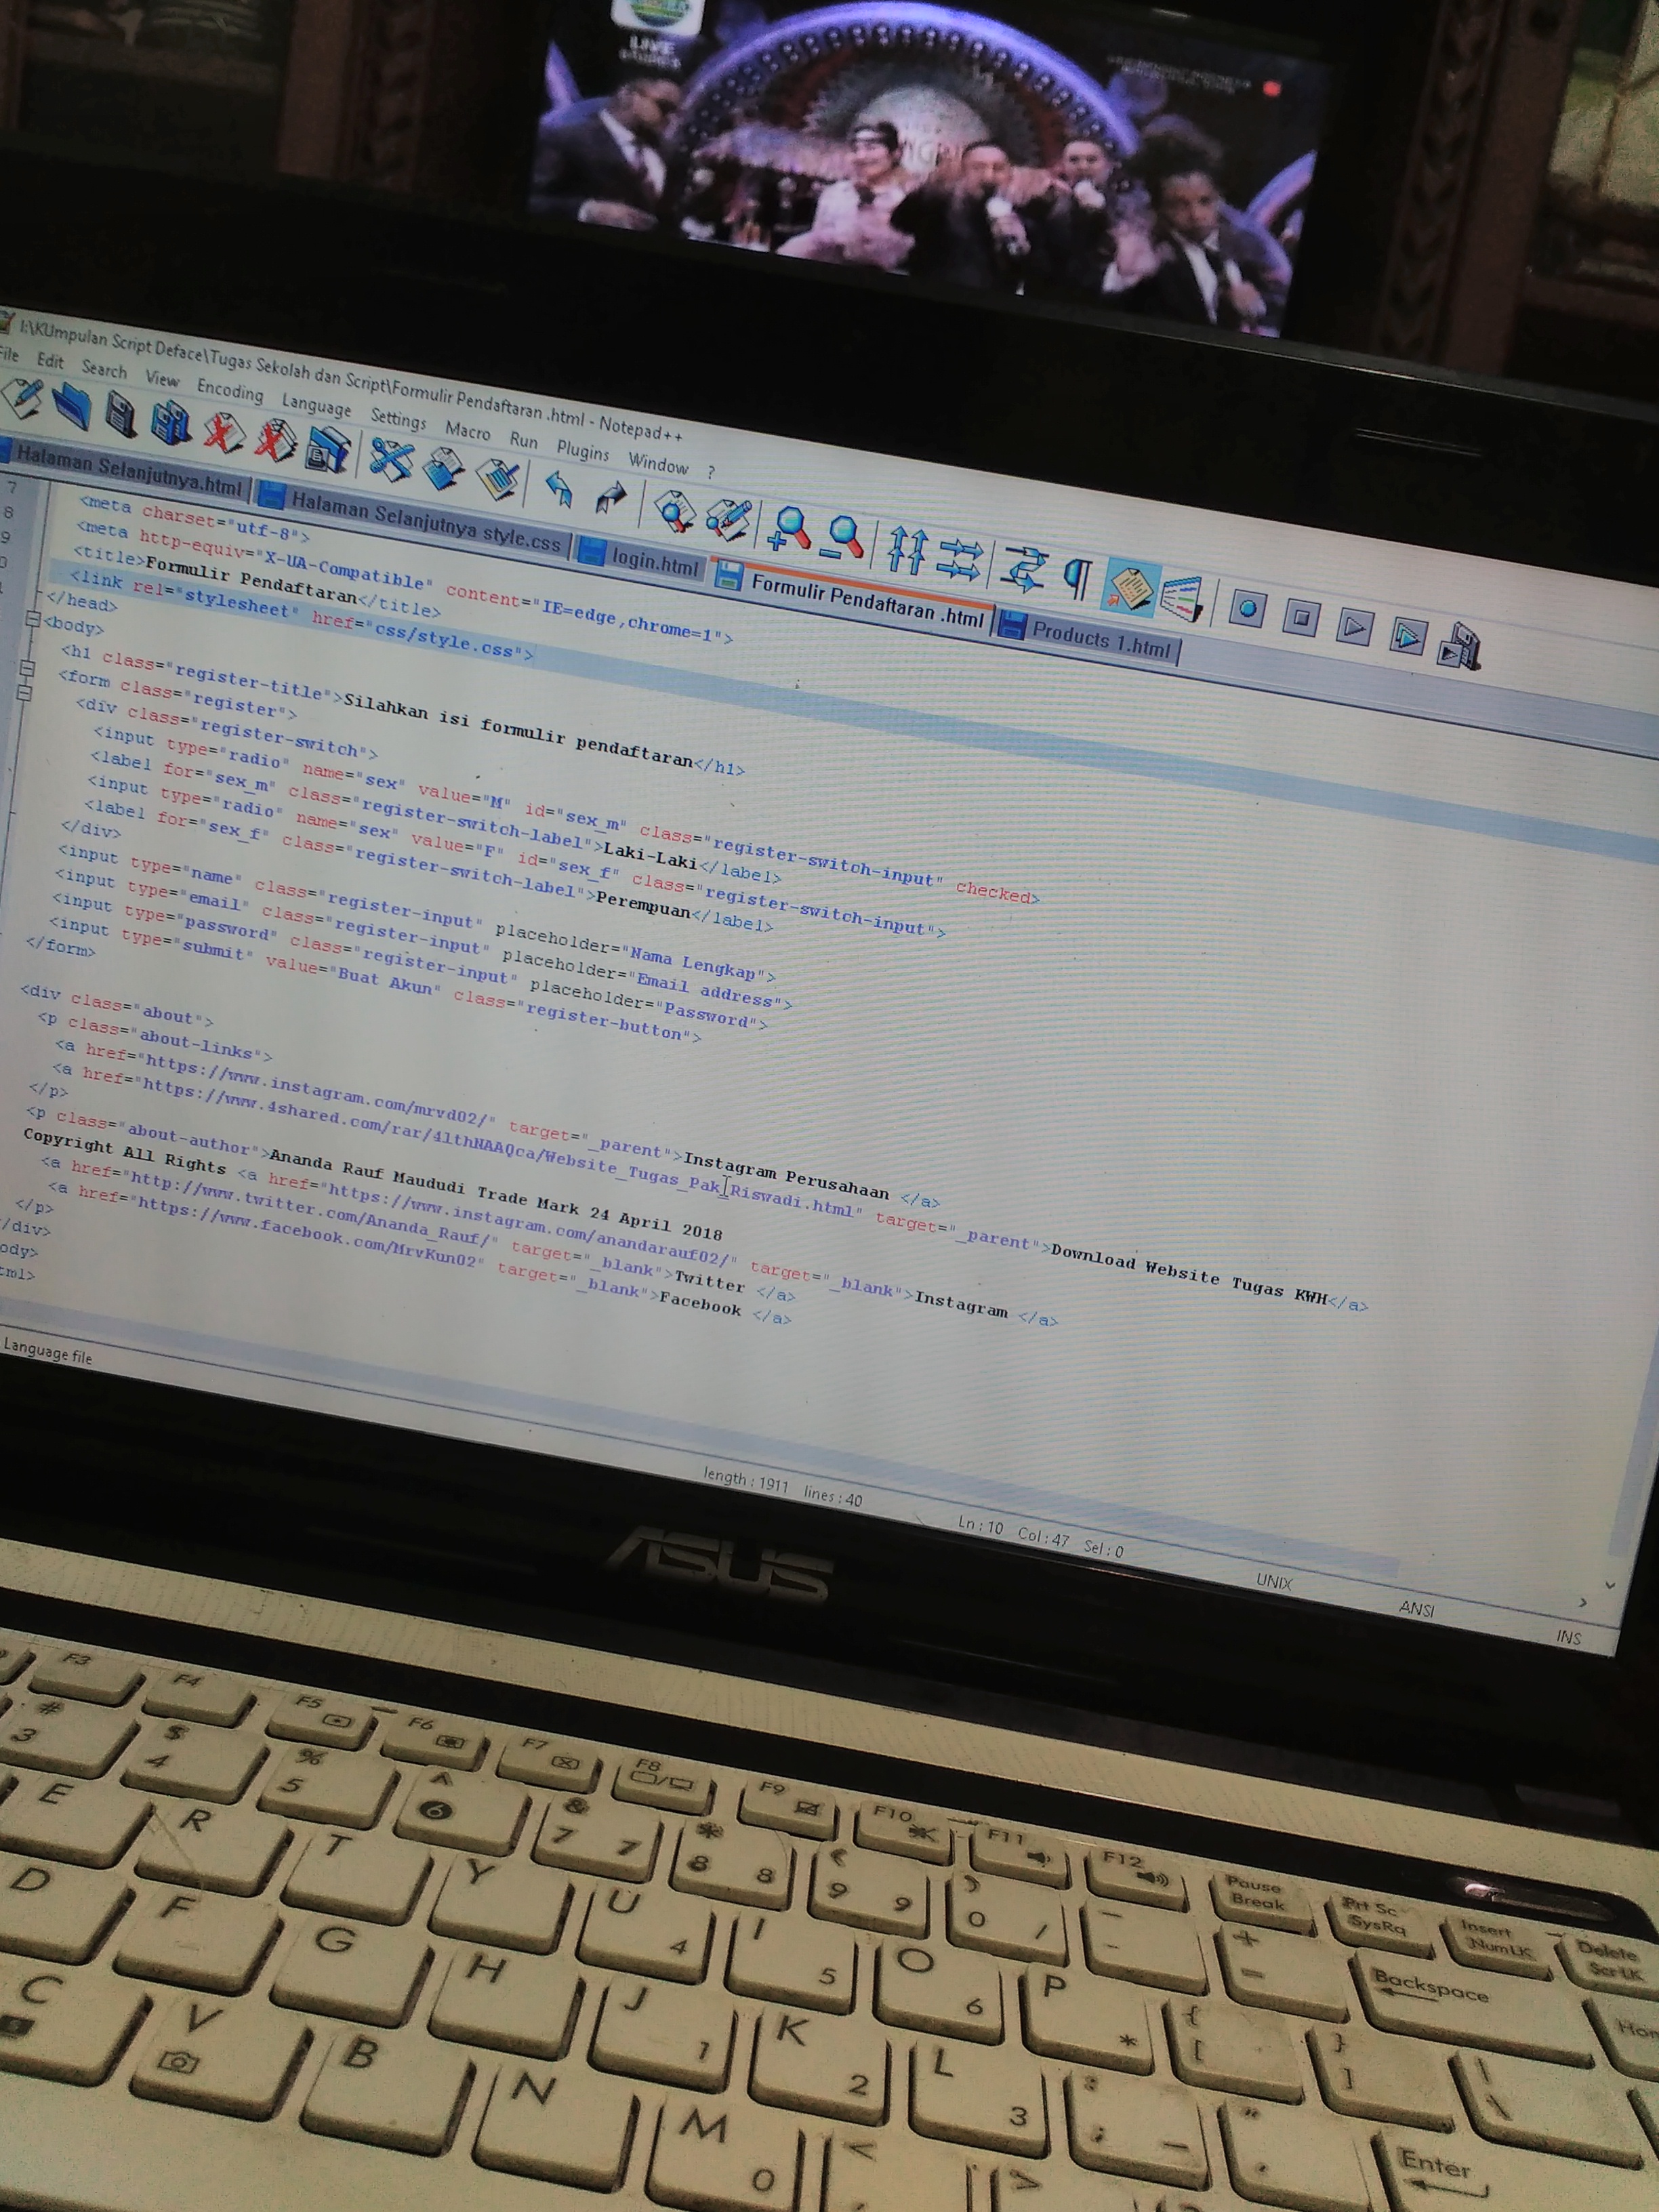 LIVE
I:\KUmpulan Script Deface\Tugas Sekolah dan Script\Formulir Pendaftaran .html - Notepad++
File Edit Search View Encoding Language Settings Macro Run Plugins Window ?
Halaman Selanjutnya.html Halaman Selanjutnya style.css login.html Formulir Pendaftaran .html Products 1.html
7 <meta charset="utf-8">
8 <meta http-equiv="X-UA-Compatible" content="IE=edge,chrome=1">
9 <title>Formulir Pendaftaran</title>
<link rel="stylesheet" href="css/style.css">
</head>
<body>
<h1 class="register-title">Silahkan isi formulir pendaftaran</h1>
<form class="register">
<div class="register-switch">
<input type="radio" name="sex" value="M" id="sex_m" class="register-switch-input" checked>
<label for="sex_m" class="register-switch-label">Laki-Laki</label>
<input type="radio" name="sex" value="F" id="sex_f" class="register-switch-input">
<label for="sex_f" class="register-switch-label">Perempuan</label>
</div>
<input type="name" class="register-input" placeholder="Nama Lengkap">
<input type="email" class="register-input" placeholder="Email address">
<input type="password" class="register-input" placeholder="Password">
<input type="submit" value="Buat Akun" class="register-button">
</form>
<div class="about">
<p class="about-links">
<a href="https://www.instagram.com/mrvd02/" target="_parent">Instagram Perusahaan </a>
<a href="https://www.4shared.com/rar/4lthNAAQca/Website_Tugas_Pak_Riswadi.html" target="_parent">Download Website Tugas KWH</a>
</p>
<p class="about-author">Ananda Rauf Maududi Trade Mark 24 April 2018
Copyright All Rights <a href="https://www.instagram.com/anandarauf02/" target="_blank">Instagram </a>
<a href="http://www.twitter.com/Ananda_Rauf/" target="_blank">Twitter </a>
<a href="https://www.facebook.com/MrvKun02" target="_blank">Facebook </a>
</p>
/div>
ody>
tml>
Language file length : 1911 lines : 40 Ln : 10 Col : 47 Sel : 0 UNIX ANSI INS
ASUS
F3 F4 F5 F6 F7 F8 F9 F10 F11 F12 Pause Break Prt Sc SysRq Insert NumLK Delete Scr LK
# 3 $ 4 % 5 ^ 6 & 7 7 * 8 8 ( 9 9 ) 0 / _ - + = Backspace
E R T Y U 4 I 5 O 6 P * { [ } ] | \
D F G H J 1 K 2 L 3 : ; " ' Enter
C V B N M 0 < , >